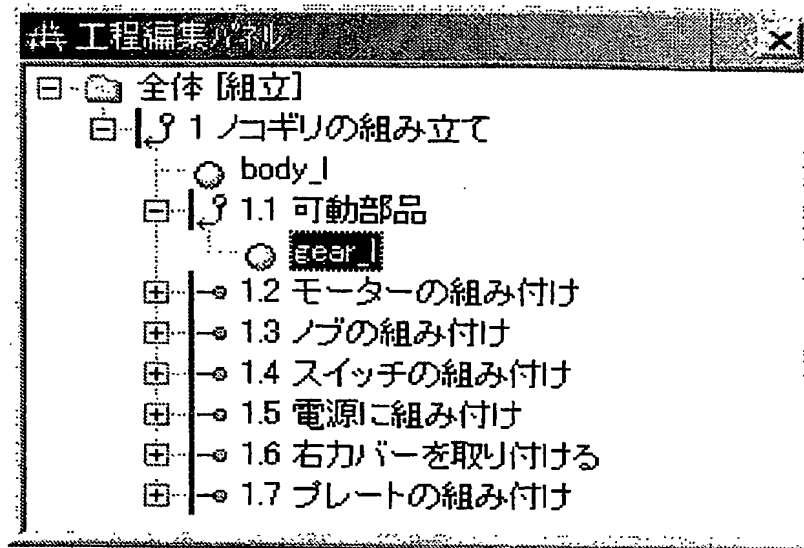 工程編集パネル
全体 [組立]
1 ノコギリの組み立て
body_l
1.1 可動部品
gear_l
1.2 モーターの組み付け
1.3 ノブの組み付け
1.4 スイッチの組み付け
1.5 電源に組み付け
1.6 右カバーを取り付ける
1.7 プレートの組み付け